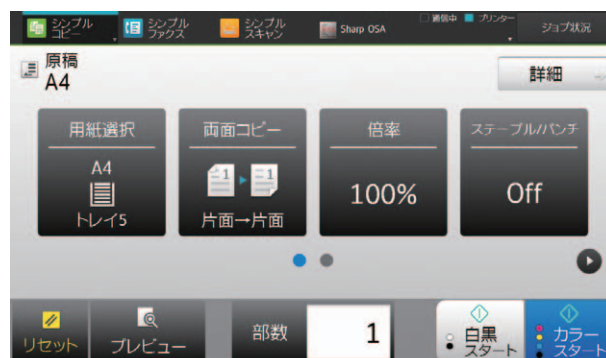 シンプル
コピー
シンプル
ファクス
シンプル
スキャン
Sharp OSA
通信中
プリンター
ジョブ状況
原稿
A4
詳細
用紙選択
A4
トレイ5
両面コピー
1
1
片面→片面
倍率
100%
ステープル/パンチ
Off
リセット
プレビュー
部数
1
白黒
スタート
カラー
スタート